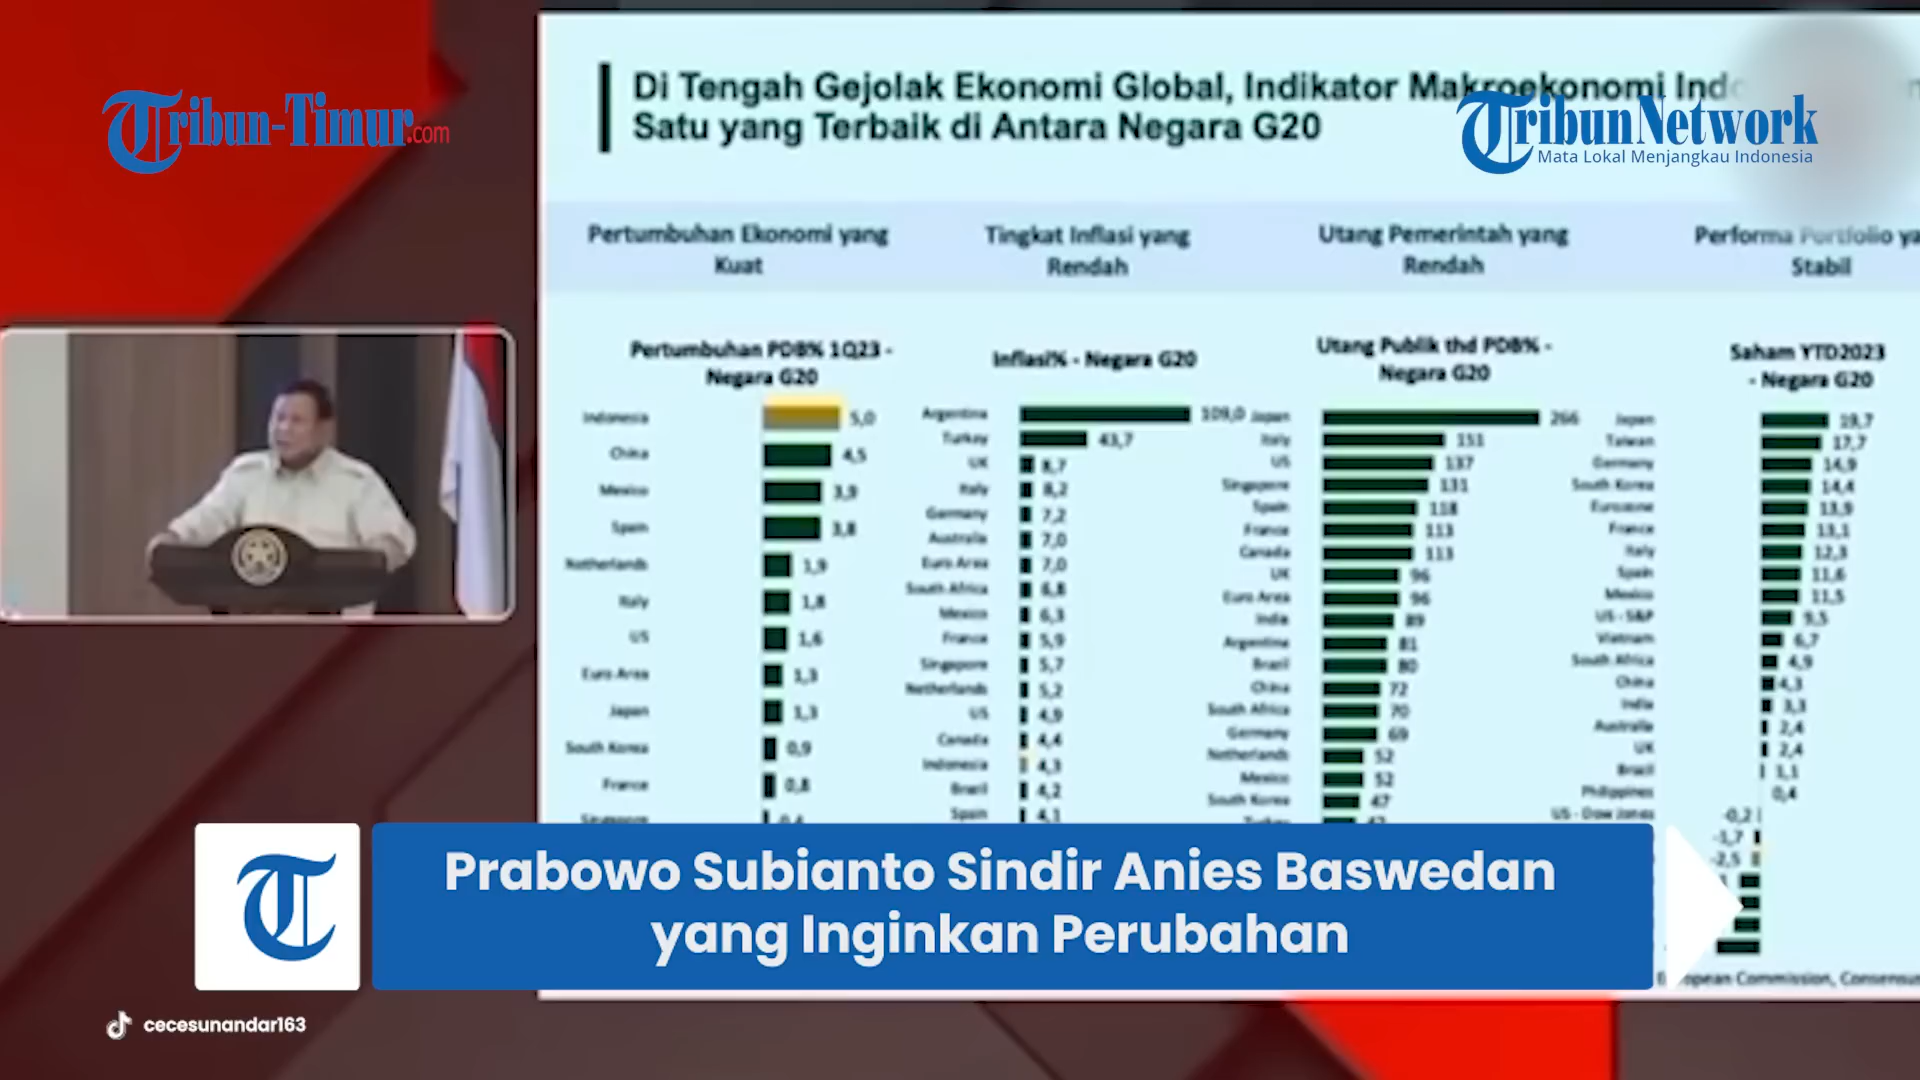 Tribun-Timur.com
Di Tengah Gejolak Ekonomi Global, Indikator Makroekonomi Indo
Satu yang Terbaik di Antara Negara G20
TribunNetwork
Mata Lokal Menjangkau Indonesia
Pertumbuhan Ekonomi yang
Kuat
Tingkat Inflasi yang
Rendah
Utang Pemerintah yang
Rendah
Performa Portfolio ya
Stabil
Pertumbuhan PDB% 1Q23 -
Negara G20
Indonesia 5,0
China 4,5
Mexico 3,9
Spain 3,8
Netherlands 1,9
Italy 1,8
US 1,6
Euro Area 1,3
Japan 1,3
South Korea 0,9
France 0,8
Singapore 0,4
Inflasi% - Negara G20
Argentina 109,0
Turkey 43,7
UK 8,7
Italy 8,2
Germany 7,2
Australia 7,0
Euro Area 7,0
South Africa 6,8
Mexico 6,3
France 5,9
Singapore 5,7
Netherlands 5,2
US 4,9
Canada 4,4
Indonesia 4,3
Brazil 4,2
Spain 4,1
Utang Publik thd PDB% -
Negara G20
Japan 266
Italy 151
US 137
Singapore 131
Spain 118
France 113
Canada 113
UK 96
Euro Area 96
India 89
Argentina 81
Brazil 80
China 72
South Africa 70
Germany 69
Netherlands 52
Mexico 52
South Korea 47
Turkey 42
Saham YTD2023
- Negara G20
Japan 19,7
Taiwan 17,7
Germany 14,9
South Korea 14,4
Eurozone 13,9
France 13,1
Italy 12,3
Spain 11,6
Mexico 11,5
US - S&P 9,5
Vietnam 6,7
South Africa 4,9
China 4,3
India 3,3
Australia 2,4
UK 2,4
Brazil 1,1
Philippines 0,4
US - Dow Jones -0,2
-1,7
-2,5
European Commission, Consensus
Prabowo Subianto Sindir Anies Baswedan
yang Inginkan Perubahan
cecesunandar163